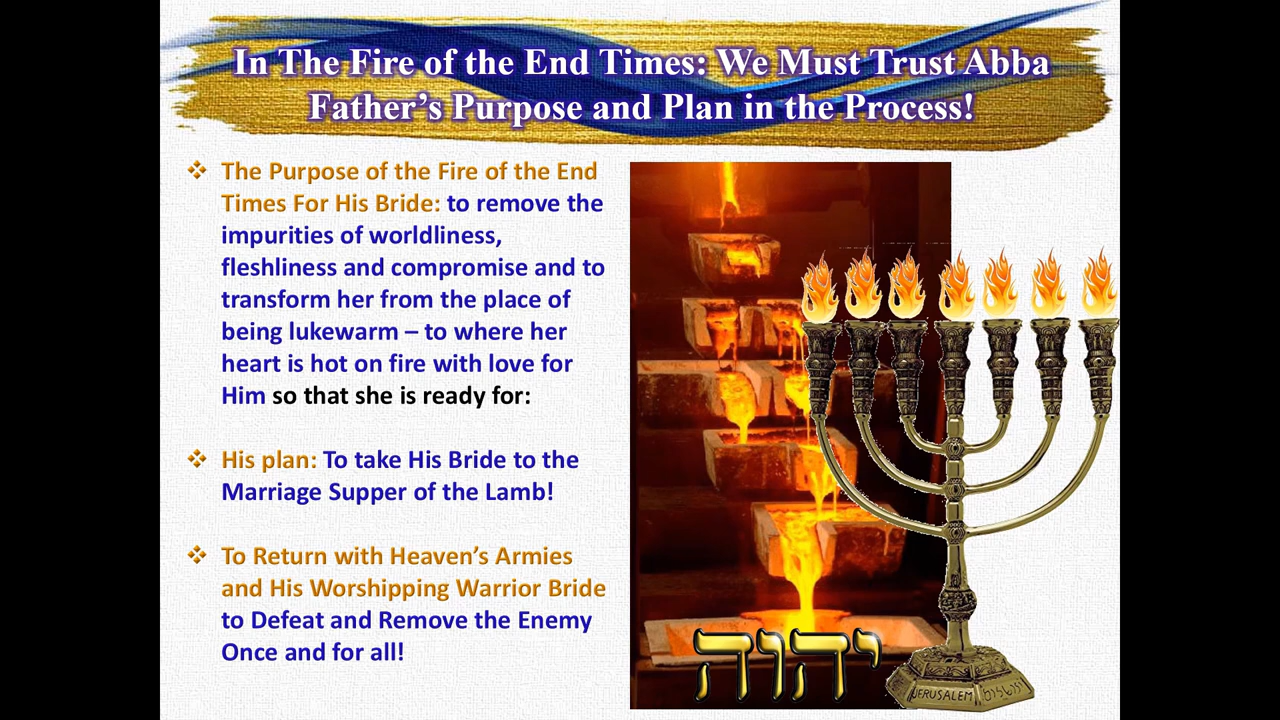 In The Fire of the End Times: We Must Trust Abba
Father's Purpose and Plan in the Process!
❖ The Purpose of the Fire of the End
Times For His Bride: to remove the
impurities of worldliness,
fleshliness and compromise and to
transform her from the place of
being lukewarm – to where her
heart is hot on fire with love for
Him so that she is ready for:
❖ His plan: To take His Bride to the
Marriage Supper of the Lamb!
❖ To Return with Heaven's Armies
and His Worshipping Warrior Bride
to Defeat and Remove the Enemy
Once and for all!
יהוה
JERUSALEM